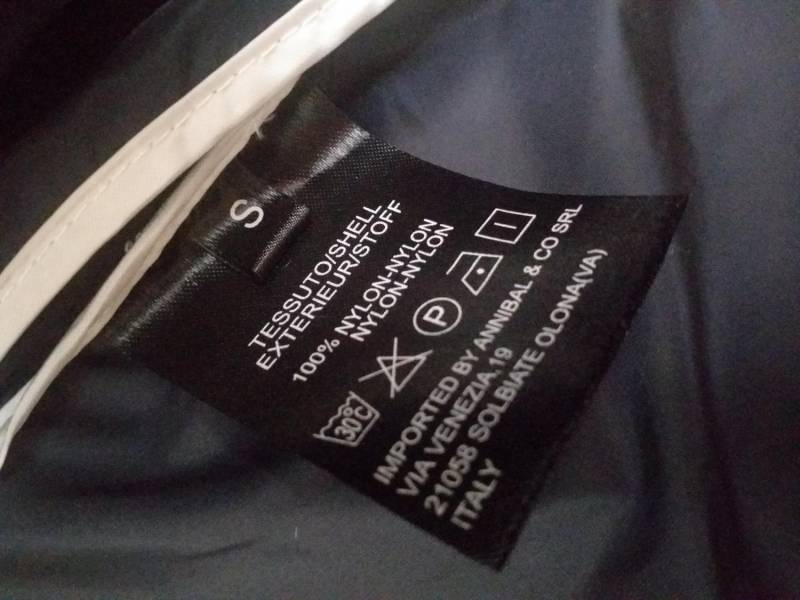 S
TESSUTO/SHELL
EXTERIEUR/STOFF
100% NYLON-NYLON
NYLON-NYLON
30°C
P
IMPORTED BY ANNIBAL & CO SRL
VIA VENEZIA,19
21058 SOLBIATE OLONA(VA)
ITALY